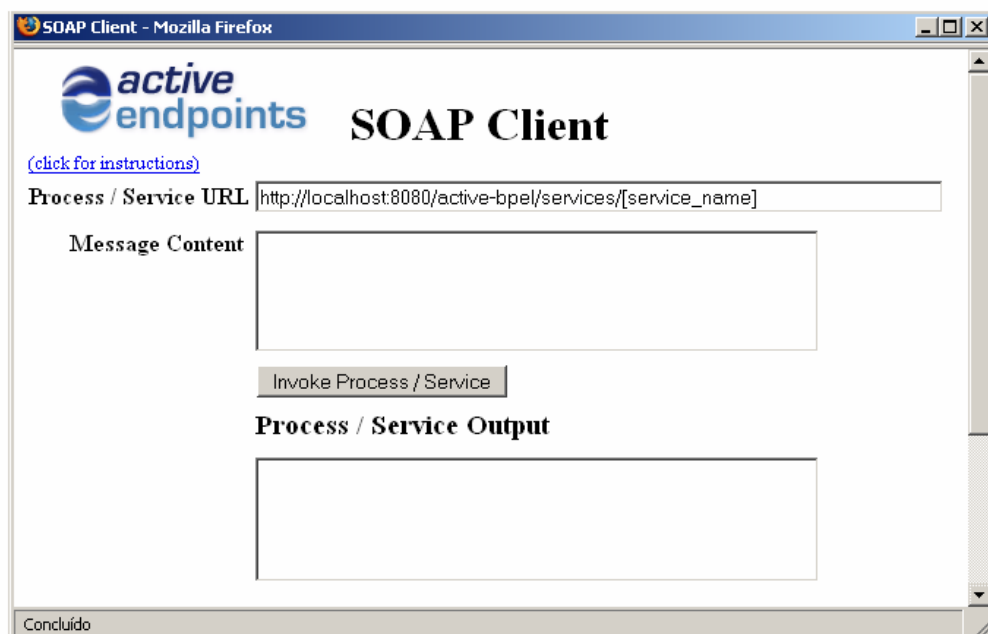 SOAP Client - Mozilla Firefox
active
endpoints
SOAP Client
(click for instructions)
Process / Service URL http://localhost:8080/active-bpel/services/[service_name]
Message Content
Invoke Process / Service
Process / Service Output
Concluído